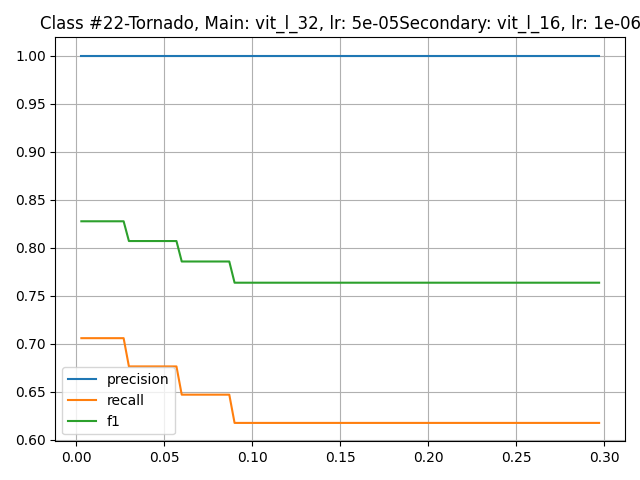 Class #22-Tornado, Main: vit_l_32, lr: 5e-05Secondary: vit_l_16, lr: 1e-06
1.00
0.95
0.90
0.85
0.80
0.75
0.70
0.65
0.60
precision
recall
f1
0.00 0.05 0.10 0.15 0.20 0.25 0.30